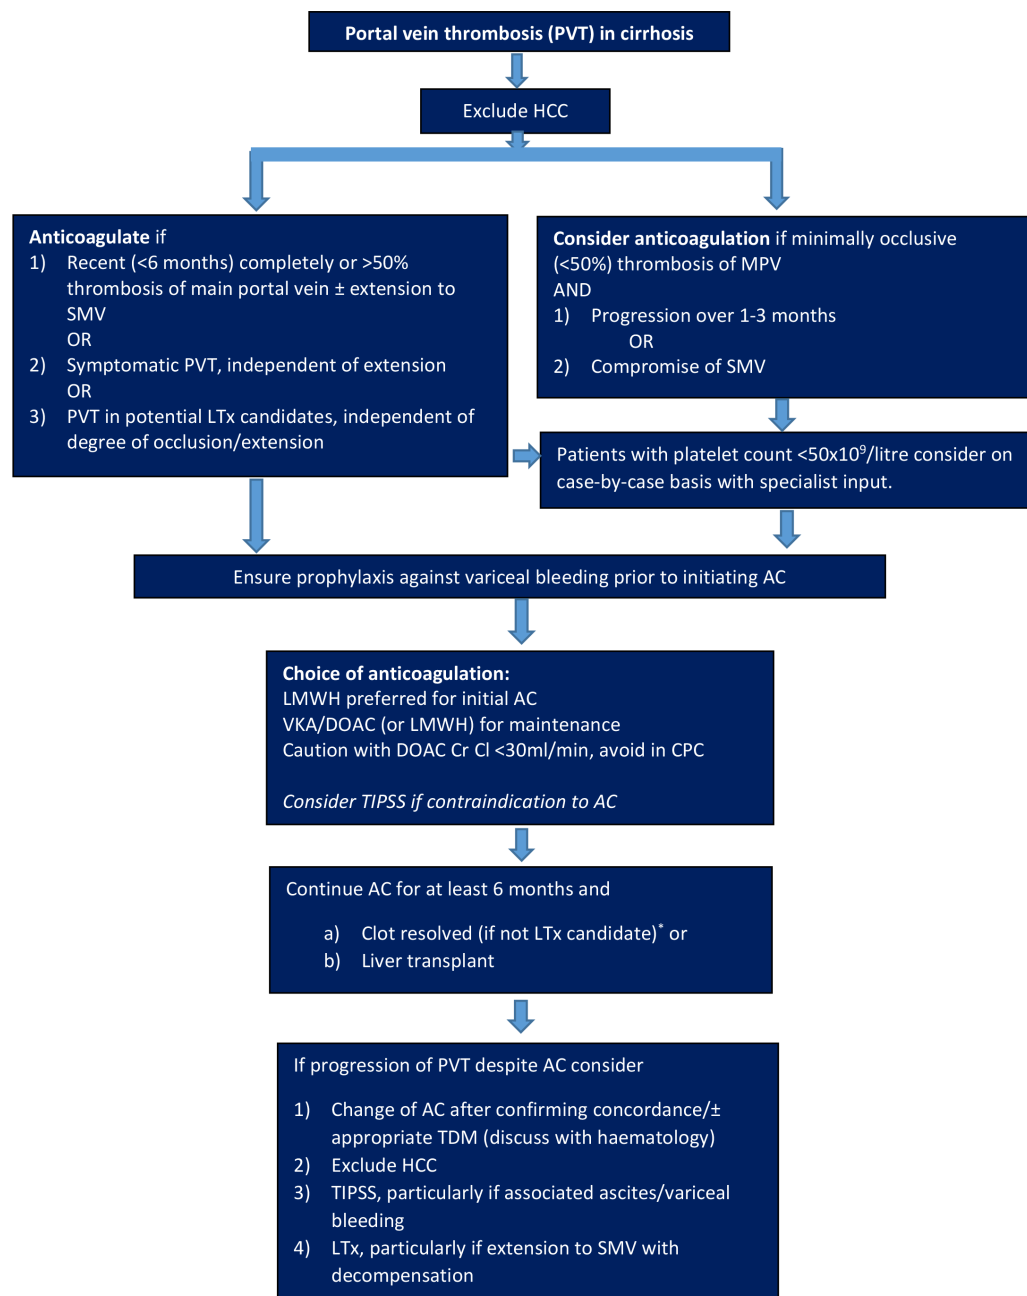 Portal vein thrombosis (PVT) in cirrhosis
Exclude HCC
Anticoagulate if
1) Recent (<6 months) completely or >50%
thrombosis of main portal vein ± extension to
SMV
OR
2) Symptomatic PVT, independent of extension
OR
3) PVT in potential LTx candidates, independent of
degree of occlusion/extension
Consider anticoagulation if minimally occlusive
(<50%) thrombosis of MPV
AND
1) Progression over 1-3 months
OR
2) Compromise of SMV
Patients with platelet count <50x10⁹/litre consider on
case-by-case basis with specialist input.
Ensure prophylaxis against variceal bleeding prior to initiating AC
Choice of anticoagulation:
LMWH preferred for initial AC
VKA/DOAC (or LMWH) for maintenance
Caution with DOAC Cr Cl <30ml/min, avoid in CPC
Consider TIPSS if contraindication to AC
Continue AC for at least 6 months and
a) Clot resolved (if not LTx candidate)* or
b) Liver transplant
If progression of PVT despite AC consider
1) Change of AC after confirming concordance/±
appropriate TDM (discuss with haematology)
2) Exclude HCC
3) TIPSS, particularly if associated ascites/variceal
bleeding
4) LTx, particularly if extension to SMV with
decompensation